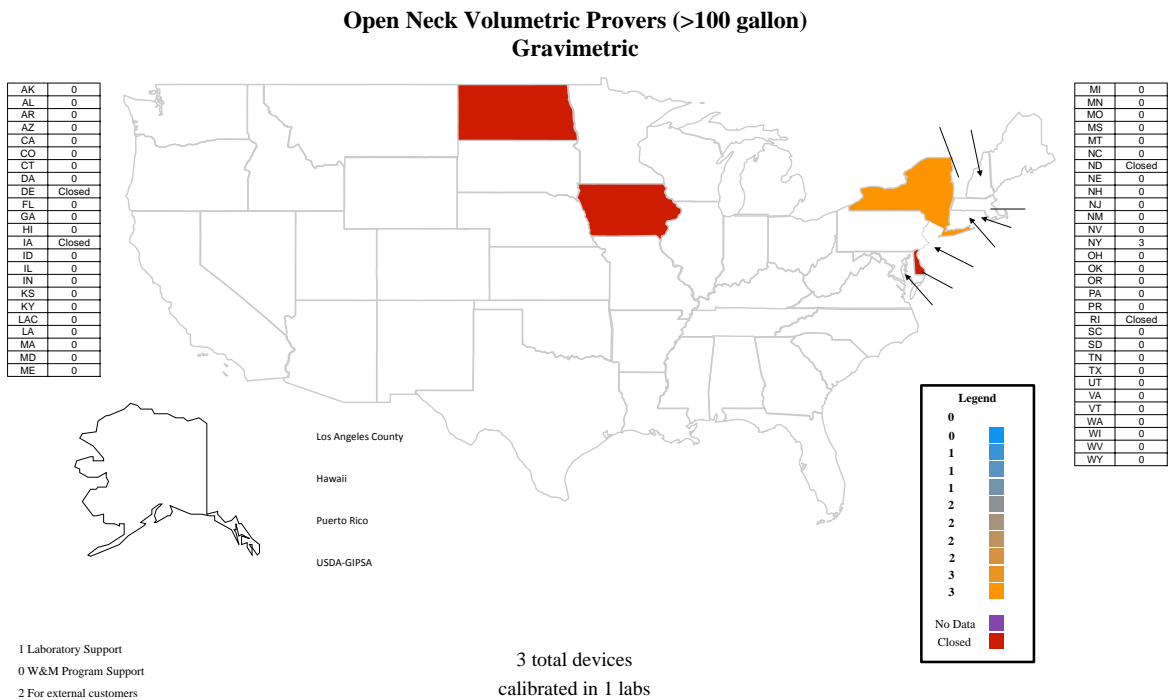 Open Neck Volumetric Provers (>100 gallon)
Gravimetric
AK 0
AL 0
AR 0
AZ 0
CA 0
CO 0
CT 0
DA 0
DE Closed
FL 0
GA 0
HI 0
IA Closed
ID 0
IL 0
IN 0
KS 0
KY 0
LAC 0
LA 0
MA 0
MD 0
ME 0
MI 0
MN 0
MO 0
MS 0
MT 0
NC 0
ND Closed
NE 0
NH 0
NJ 0
NM 0
NV 0
NY 3
OH 0
OK 0
OR 0
PA 0
PR 0
RI Closed
SC 0
SD 0
TN 0
TX 0
UT 0
VA 0
VT 0
WA 0
WI 0
WV 0
WY 0
Los Angeles County
Hawaii
Puerto Rico
USDA-GIPSA
Legend
0
0
1
1
1
2
2
2
2
3
3
No Data
Closed
1 Laboratory Support
0 W&M Program Support
2 For external customers
3 total devices
calibrated in 1 labs